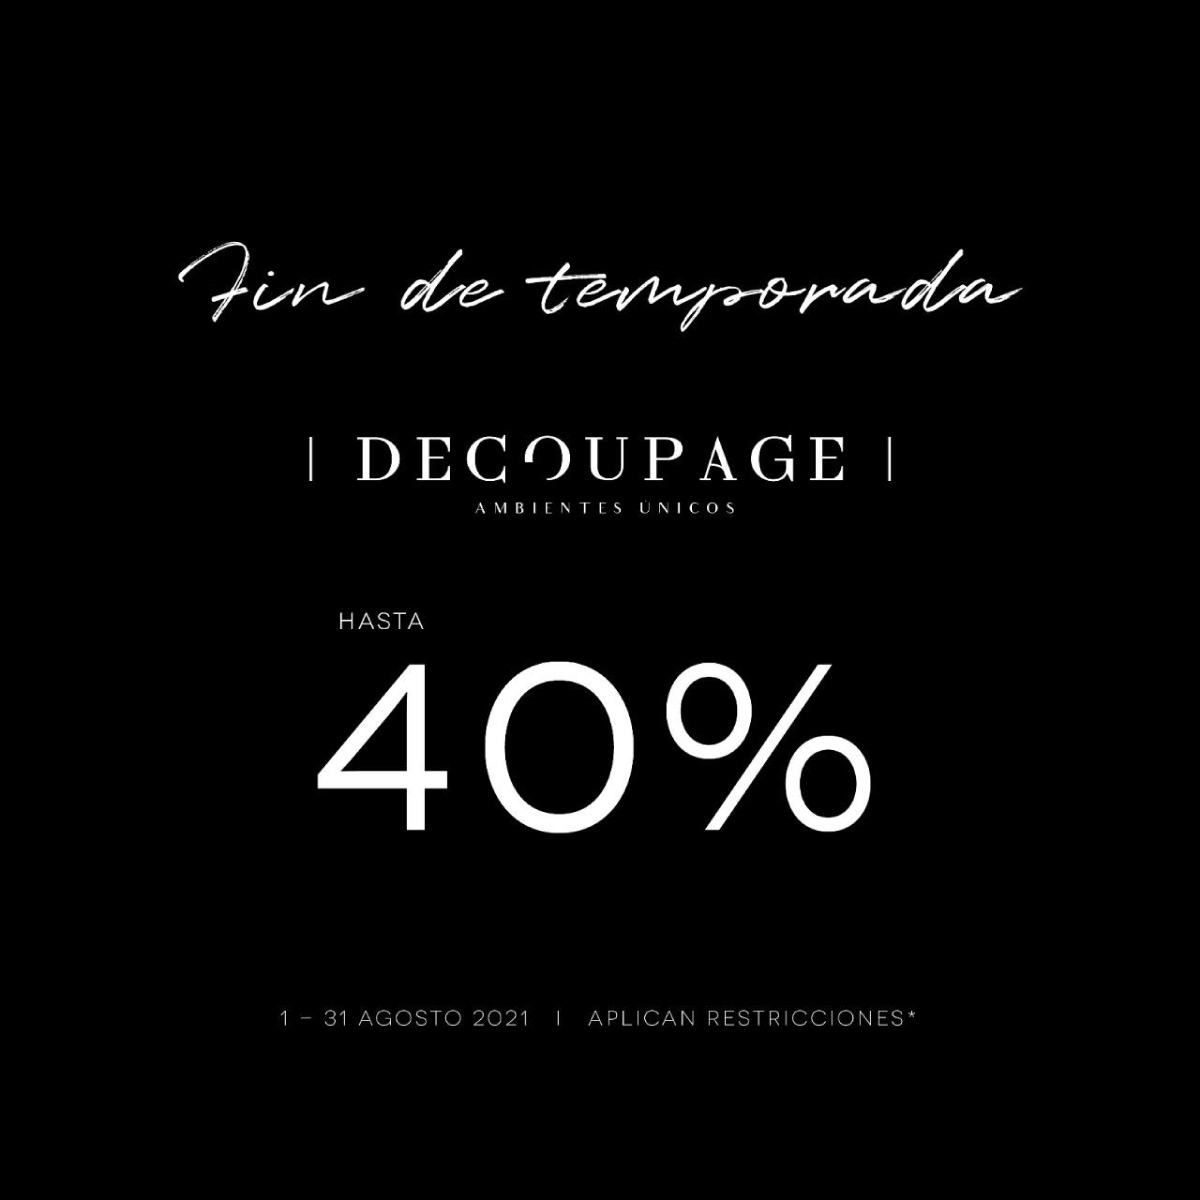 Fin de temporada
| DECOUPAGE |
AMBIENTES ÚNICOS
HASTA
40%
1 – 31 AGOSTO 2021 | APLICAN RESTRICCIONES*